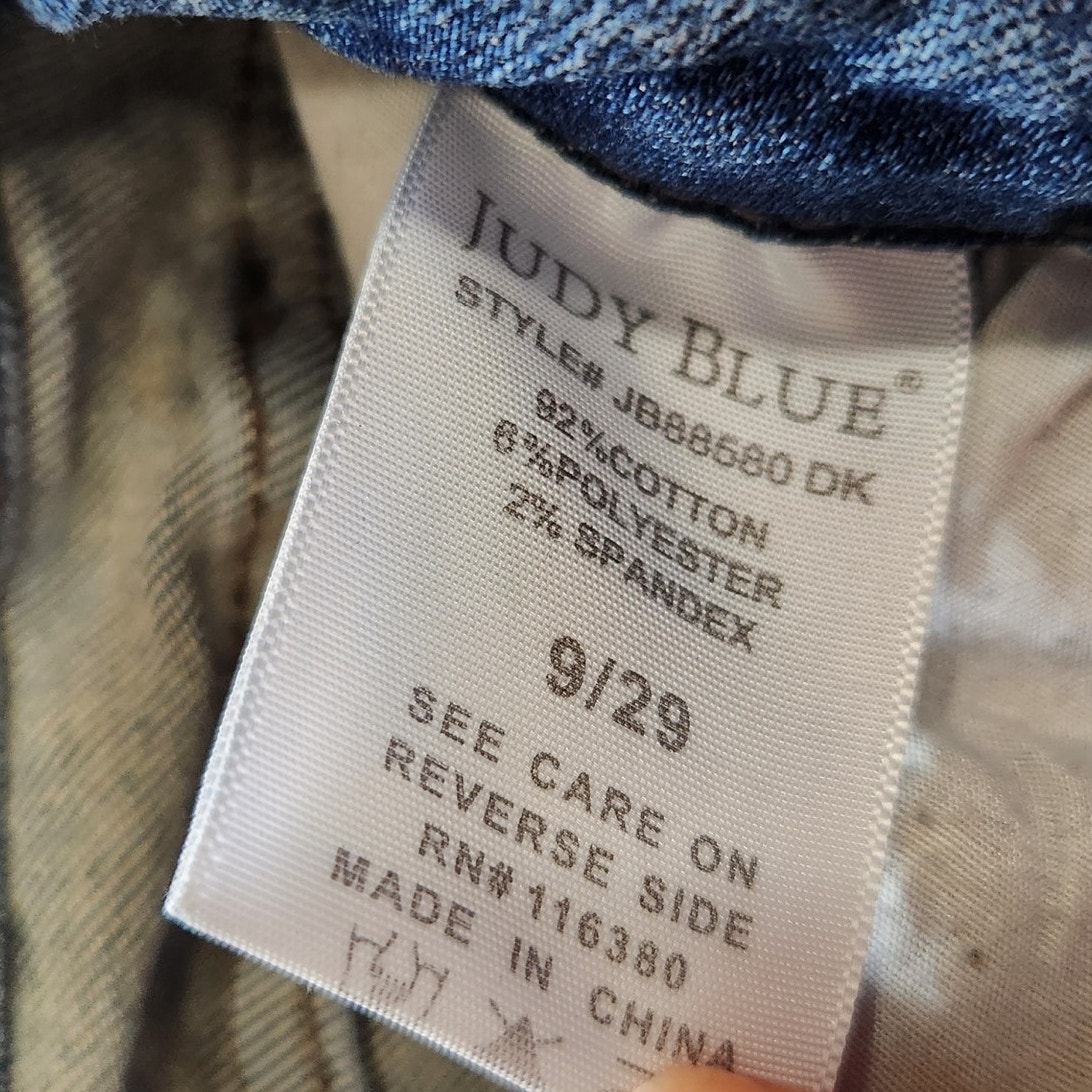 JUDY BLUE®
STYLE# JB88580 DK
92%COTTON
6%POLYESTER
2% SPANDEX
9/29
SEE CARE ON
REVERSE SIDE
RN#116380
MADE IN CHINA